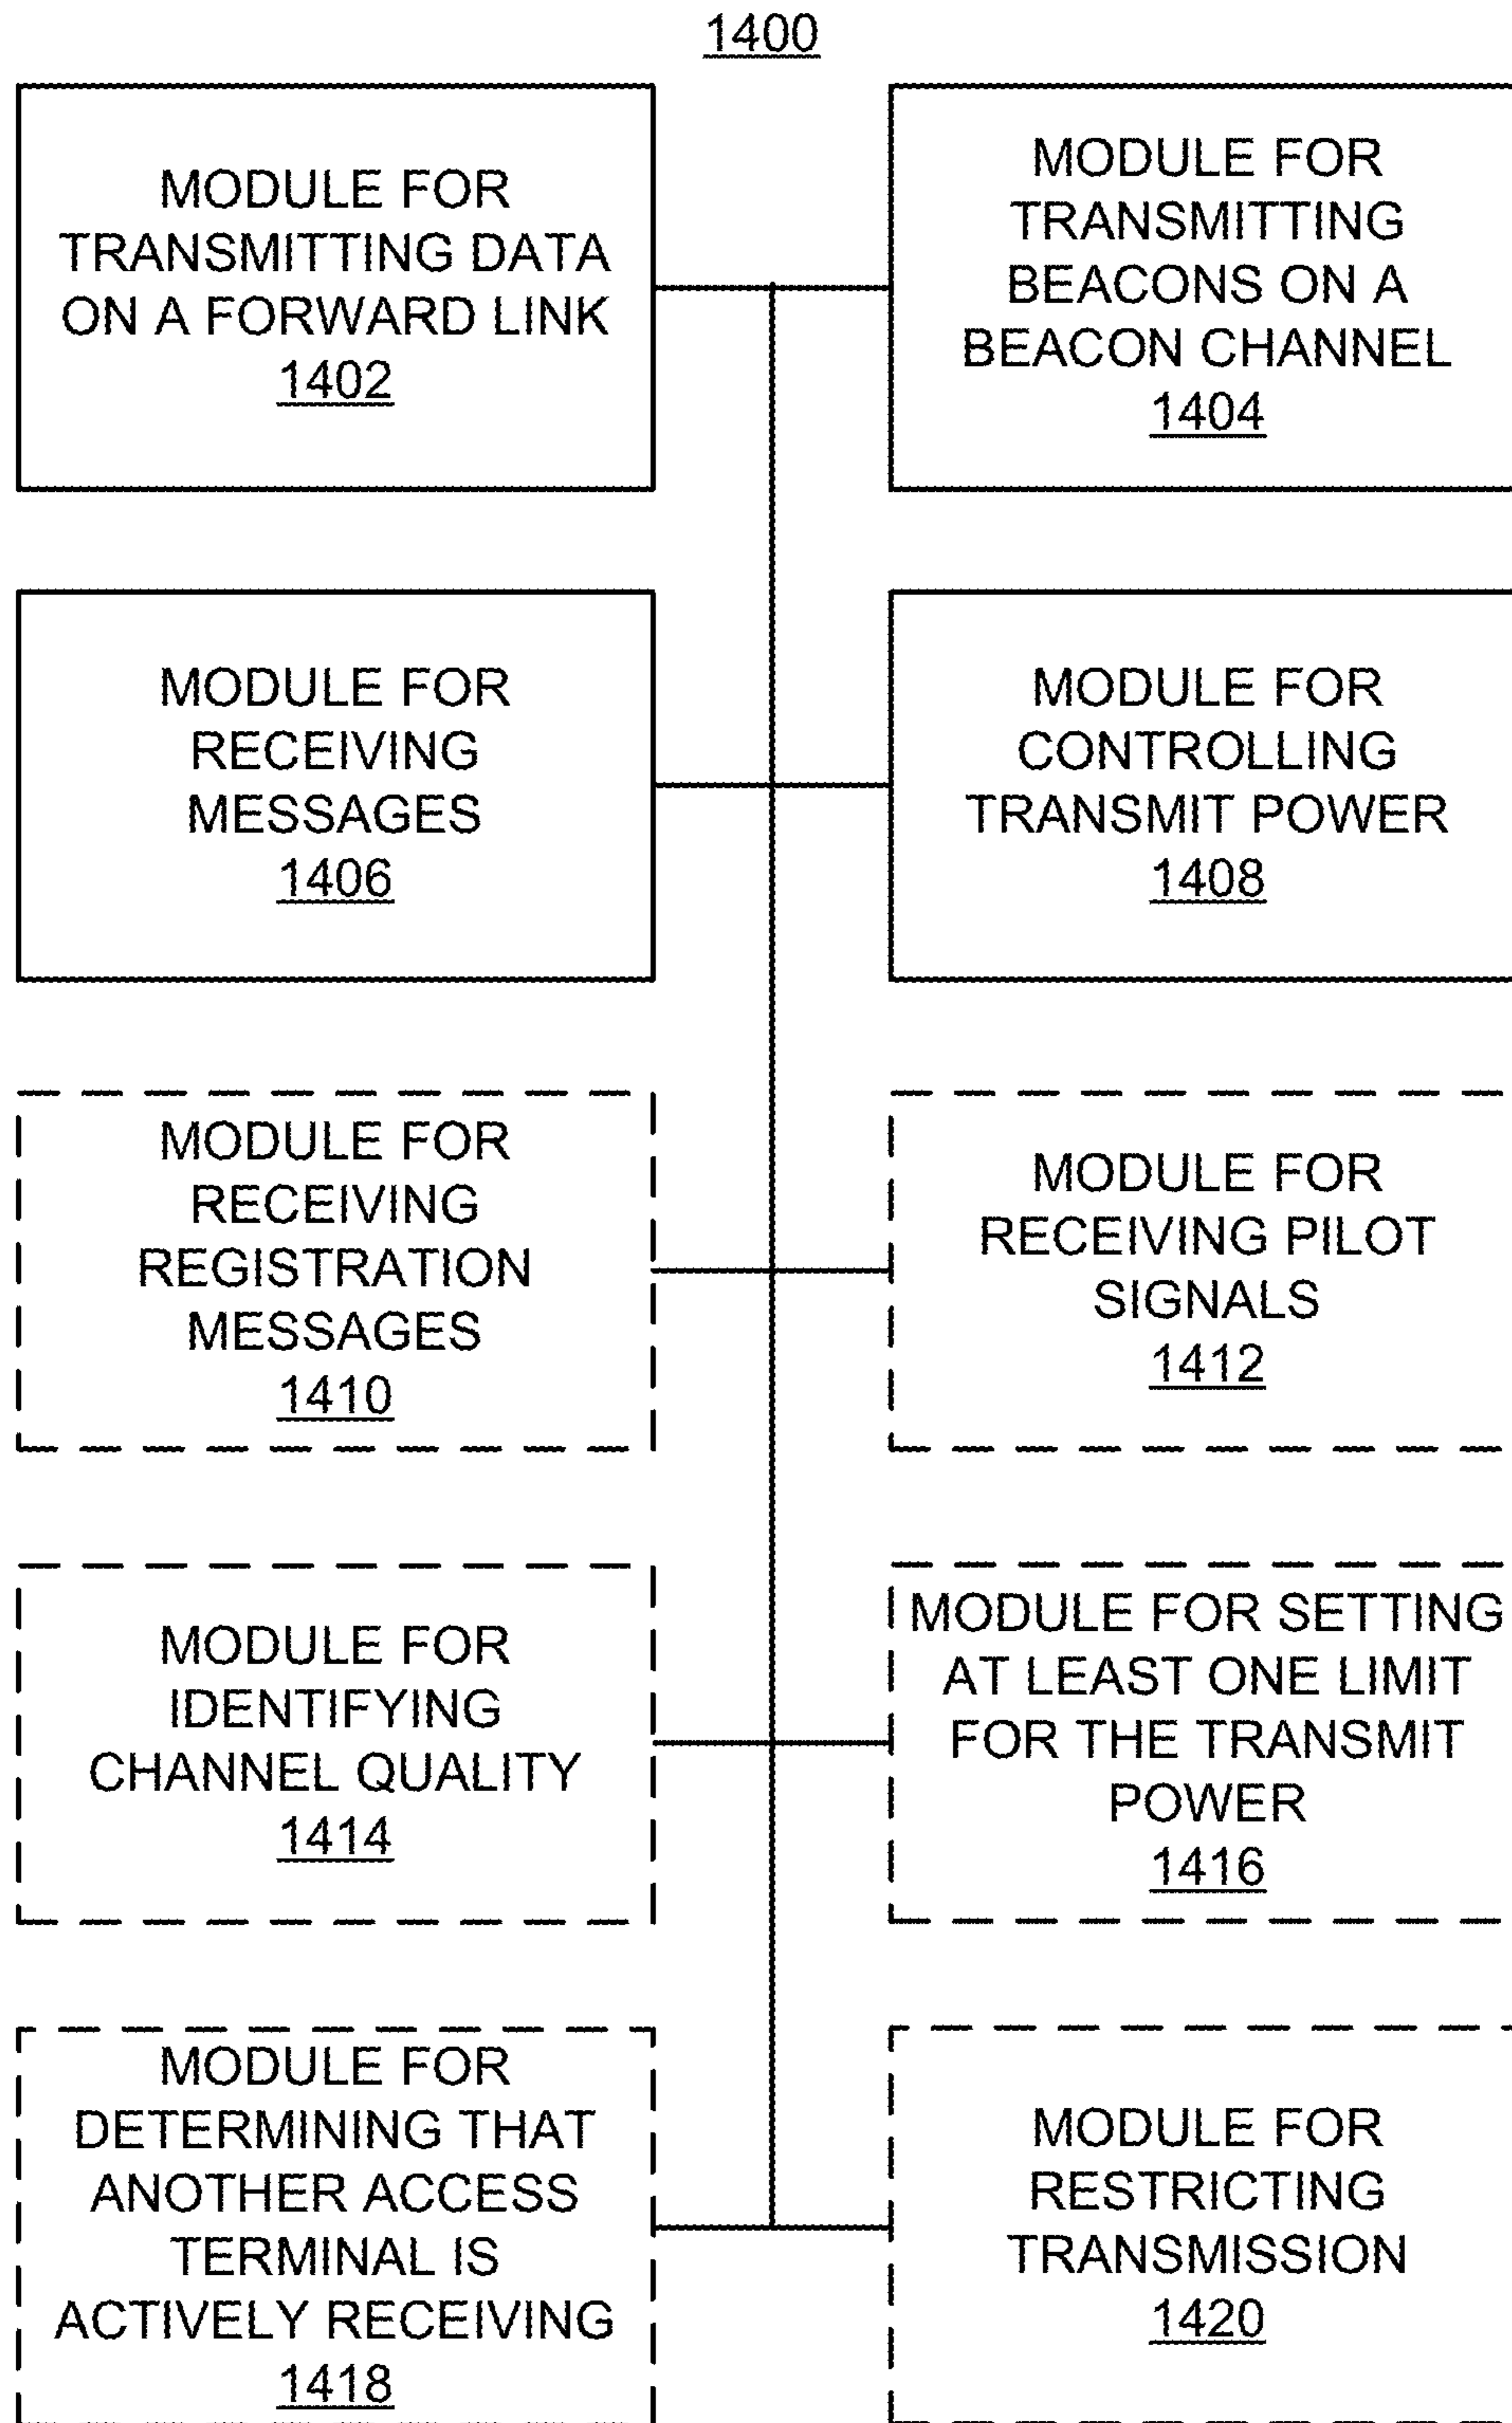 1400
MODULE FOR
TRANSMITTING DATA
ON A FORWARD LINK
1402
MODULE FOR
TRANSMITTING
BEACONS ON A
BEACON CHANNEL
1404
MODULE FOR
RECEIVING
MESSAGES
1406
MODULE FOR
CONTROLLING
TRANSMIT POWER
1408
MODULE FOR
RECEIVING
REGISTRATION
MESSAGES
1410
MODULE FOR
RECEIVING PILOT
SIGNALS
1412
MODULE FOR
IDENTIFYING
CHANNEL QUALITY
1414
MODULE FOR SETTING
AT LEAST ONE LIMIT
FOR THE TRANSMIT
POWER
1416
MODULE FOR
DETERMINING THAT
ANOTHER ACCESS
TERMINAL IS
ACTIVELY RECEIVING
1418
MODULE FOR
RESTRICTING
TRANSMISSION
1420